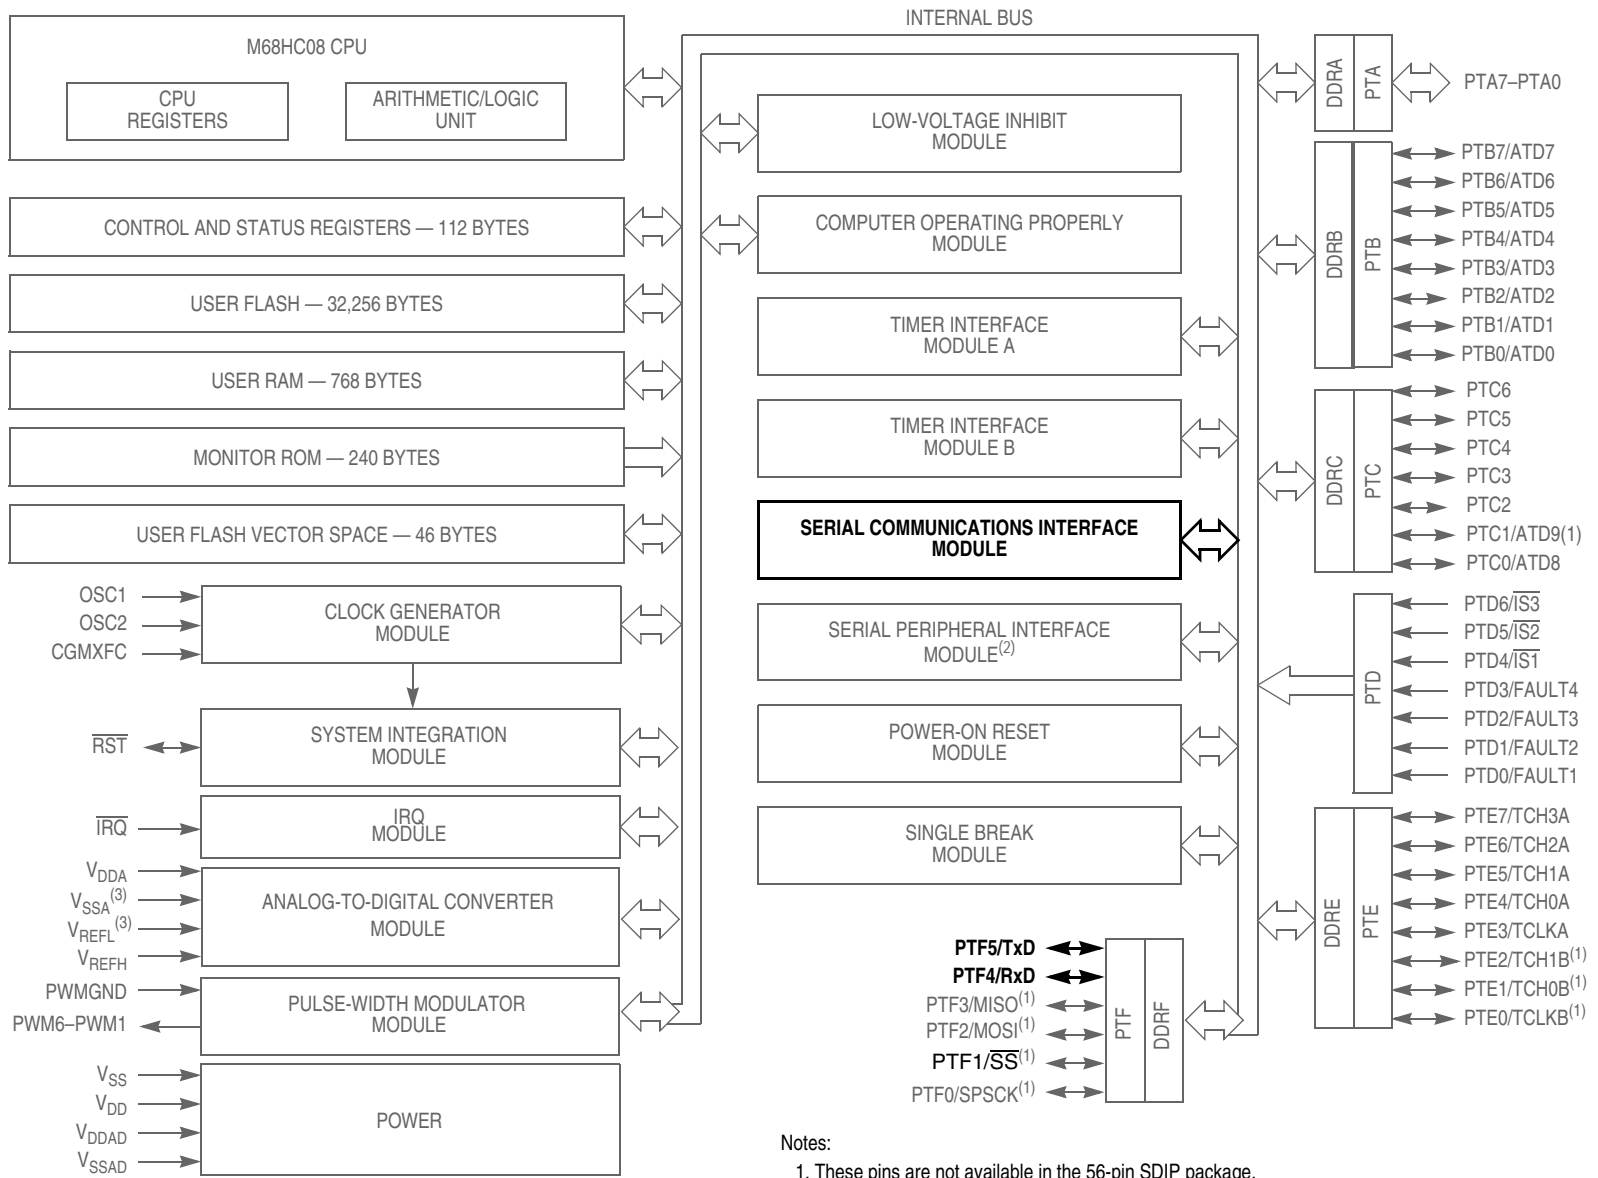 INTERNAL BUS
M68HC08 CPU
CPU
REGISTERS
ARITHMETIC/LOGIC
UNIT
CONTROL AND STATUS REGISTERS — 112 BYTES
USER FLASH — 32,256 BYTES
USER RAM — 768 BYTES
MONITOR ROM — 240 BYTES
USER FLASH VECTOR SPACE — 46 BYTES
OSC1
OSC2
CGMXFC
CLOCK GENERATOR
MODULE
RST
SYSTEM INTEGRATION
MODULE
IRQ
IRQ
MODULE
VDDA
VSSA(3)
VREFL(3)
VREFH
ANALOG-TO-DIGITAL CONVERTER
MODULE
PWMGND
PWM6–PWM1
PULSE-WIDTH MODULATOR
MODULE
VSS
VDD
VDDAD
VSSAD
POWER
LOW-VOLTAGE INHIBIT
MODULE
COMPUTER OPERATING PROPERLY
MODULE
TIMER INTERFACE
MODULE A
TIMER INTERFACE
MODULE B
SERIAL COMMUNICATIONS INTERFACE
MODULE
SERIAL PERIPHERAL INTERFACE
MODULE(2)
POWER-ON RESET
MODULE
SINGLE BREAK
MODULE
PTF5/TxD
PTF4/RxD
PTF3/MISO(1)
PTF2/MOSI(1)
PTF1/SS(1)
PTF0/SPSCK(1)
PTF
DDRF
DDRA
PTA
PTA7–PTA0
DDRB
PTB
PTB7/ATD7
PTB6/ATD6
PTB5/ATD5
PTB4/ATD4
PTB3/ATD3
PTB2/ATD2
PTB1/ATD1
PTB0/ATD0
DDRC
PTC
PTC6
PTC5
PTC4
PTC3
PTC2
PTC1/ATD9(1)
PTC0/ATD8
PTD
PTD6/IS3
PTD5/IS2
PTD4/IS1
PTD3/FAULT4
PTD2/FAULT3
PTD1/FAULT2
PTD0/FAULT1
DDRE
PTE
PTE7/TCH3A
PTE6/TCH2A
PTE5/TCH1A
PTE4/TCH0A
PTE3/TCLKA
PTE2/TCH1B(1)
PTE1/TCH0B(1)
PTE0/TCLKB(1)
Notes:
1. These pins are not available in the 56-pin SDIP package.